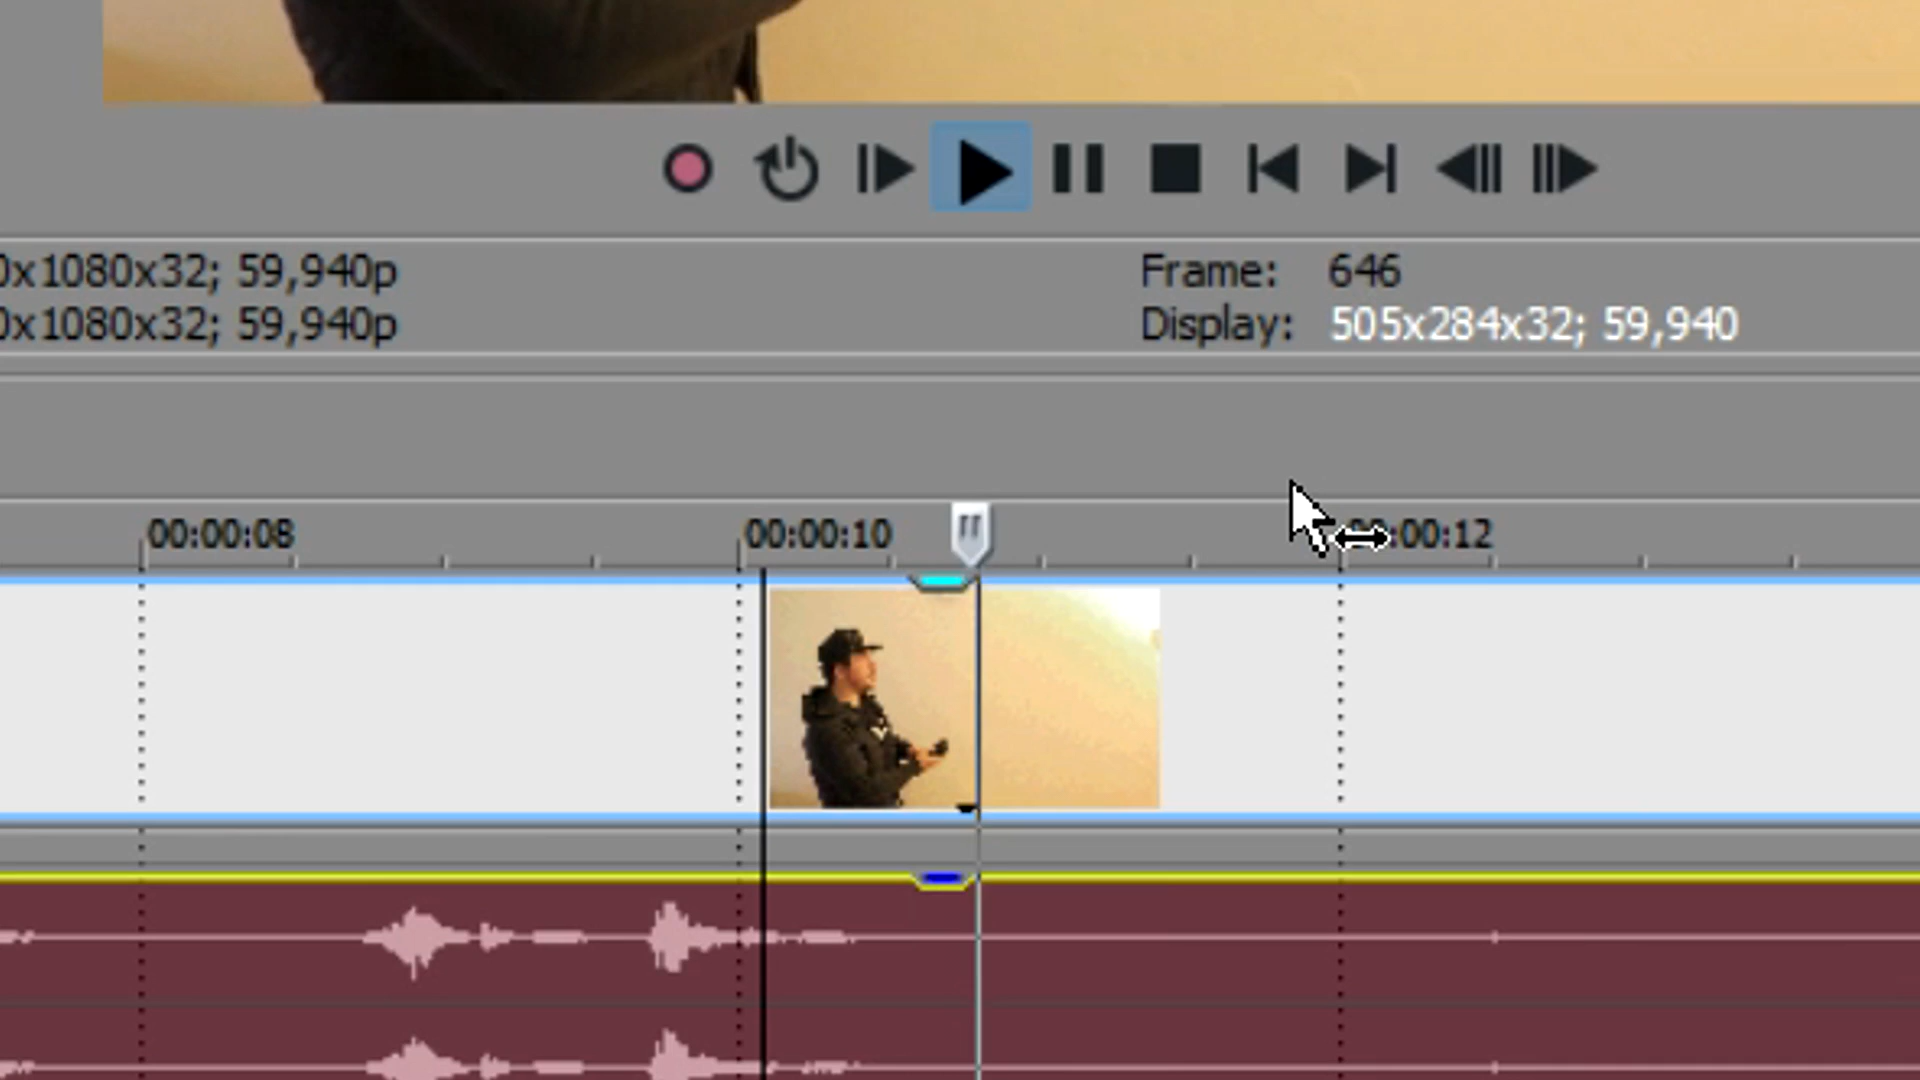 0x1080x32; 59,940p
Frame: 646
0x1080x32; 59,940p
Display: 505x284x32; 59,940
00:00:08
00:00:10
:00:12